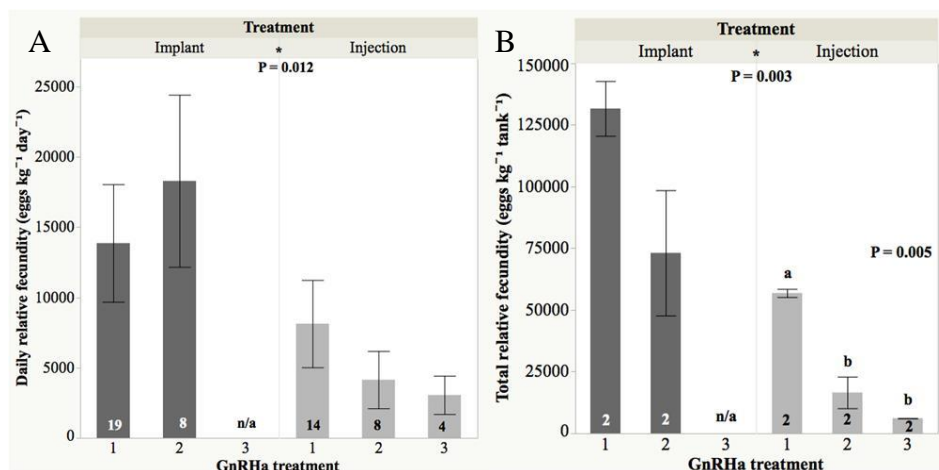 A
Treatment
Implant * Injection
P = 0.012
Daily relative fecundity (eggs kg⁻¹ day⁻¹)
25000
20000
15000
10000
5000
0
19 8 n/a 14 8 4
1 2 3 1 2 3
GnRHa treatment
B
Treatment
Implant * Injection
P = 0.003
Total relative fecundity (eggs kg⁻¹ tank⁻¹)
150000
125000
100000
75000
50000
25000
0
P = 0.005
a
b
b
2 2 n/a 2 2 2
1 2 3 1 2 3
GnRHa treatment